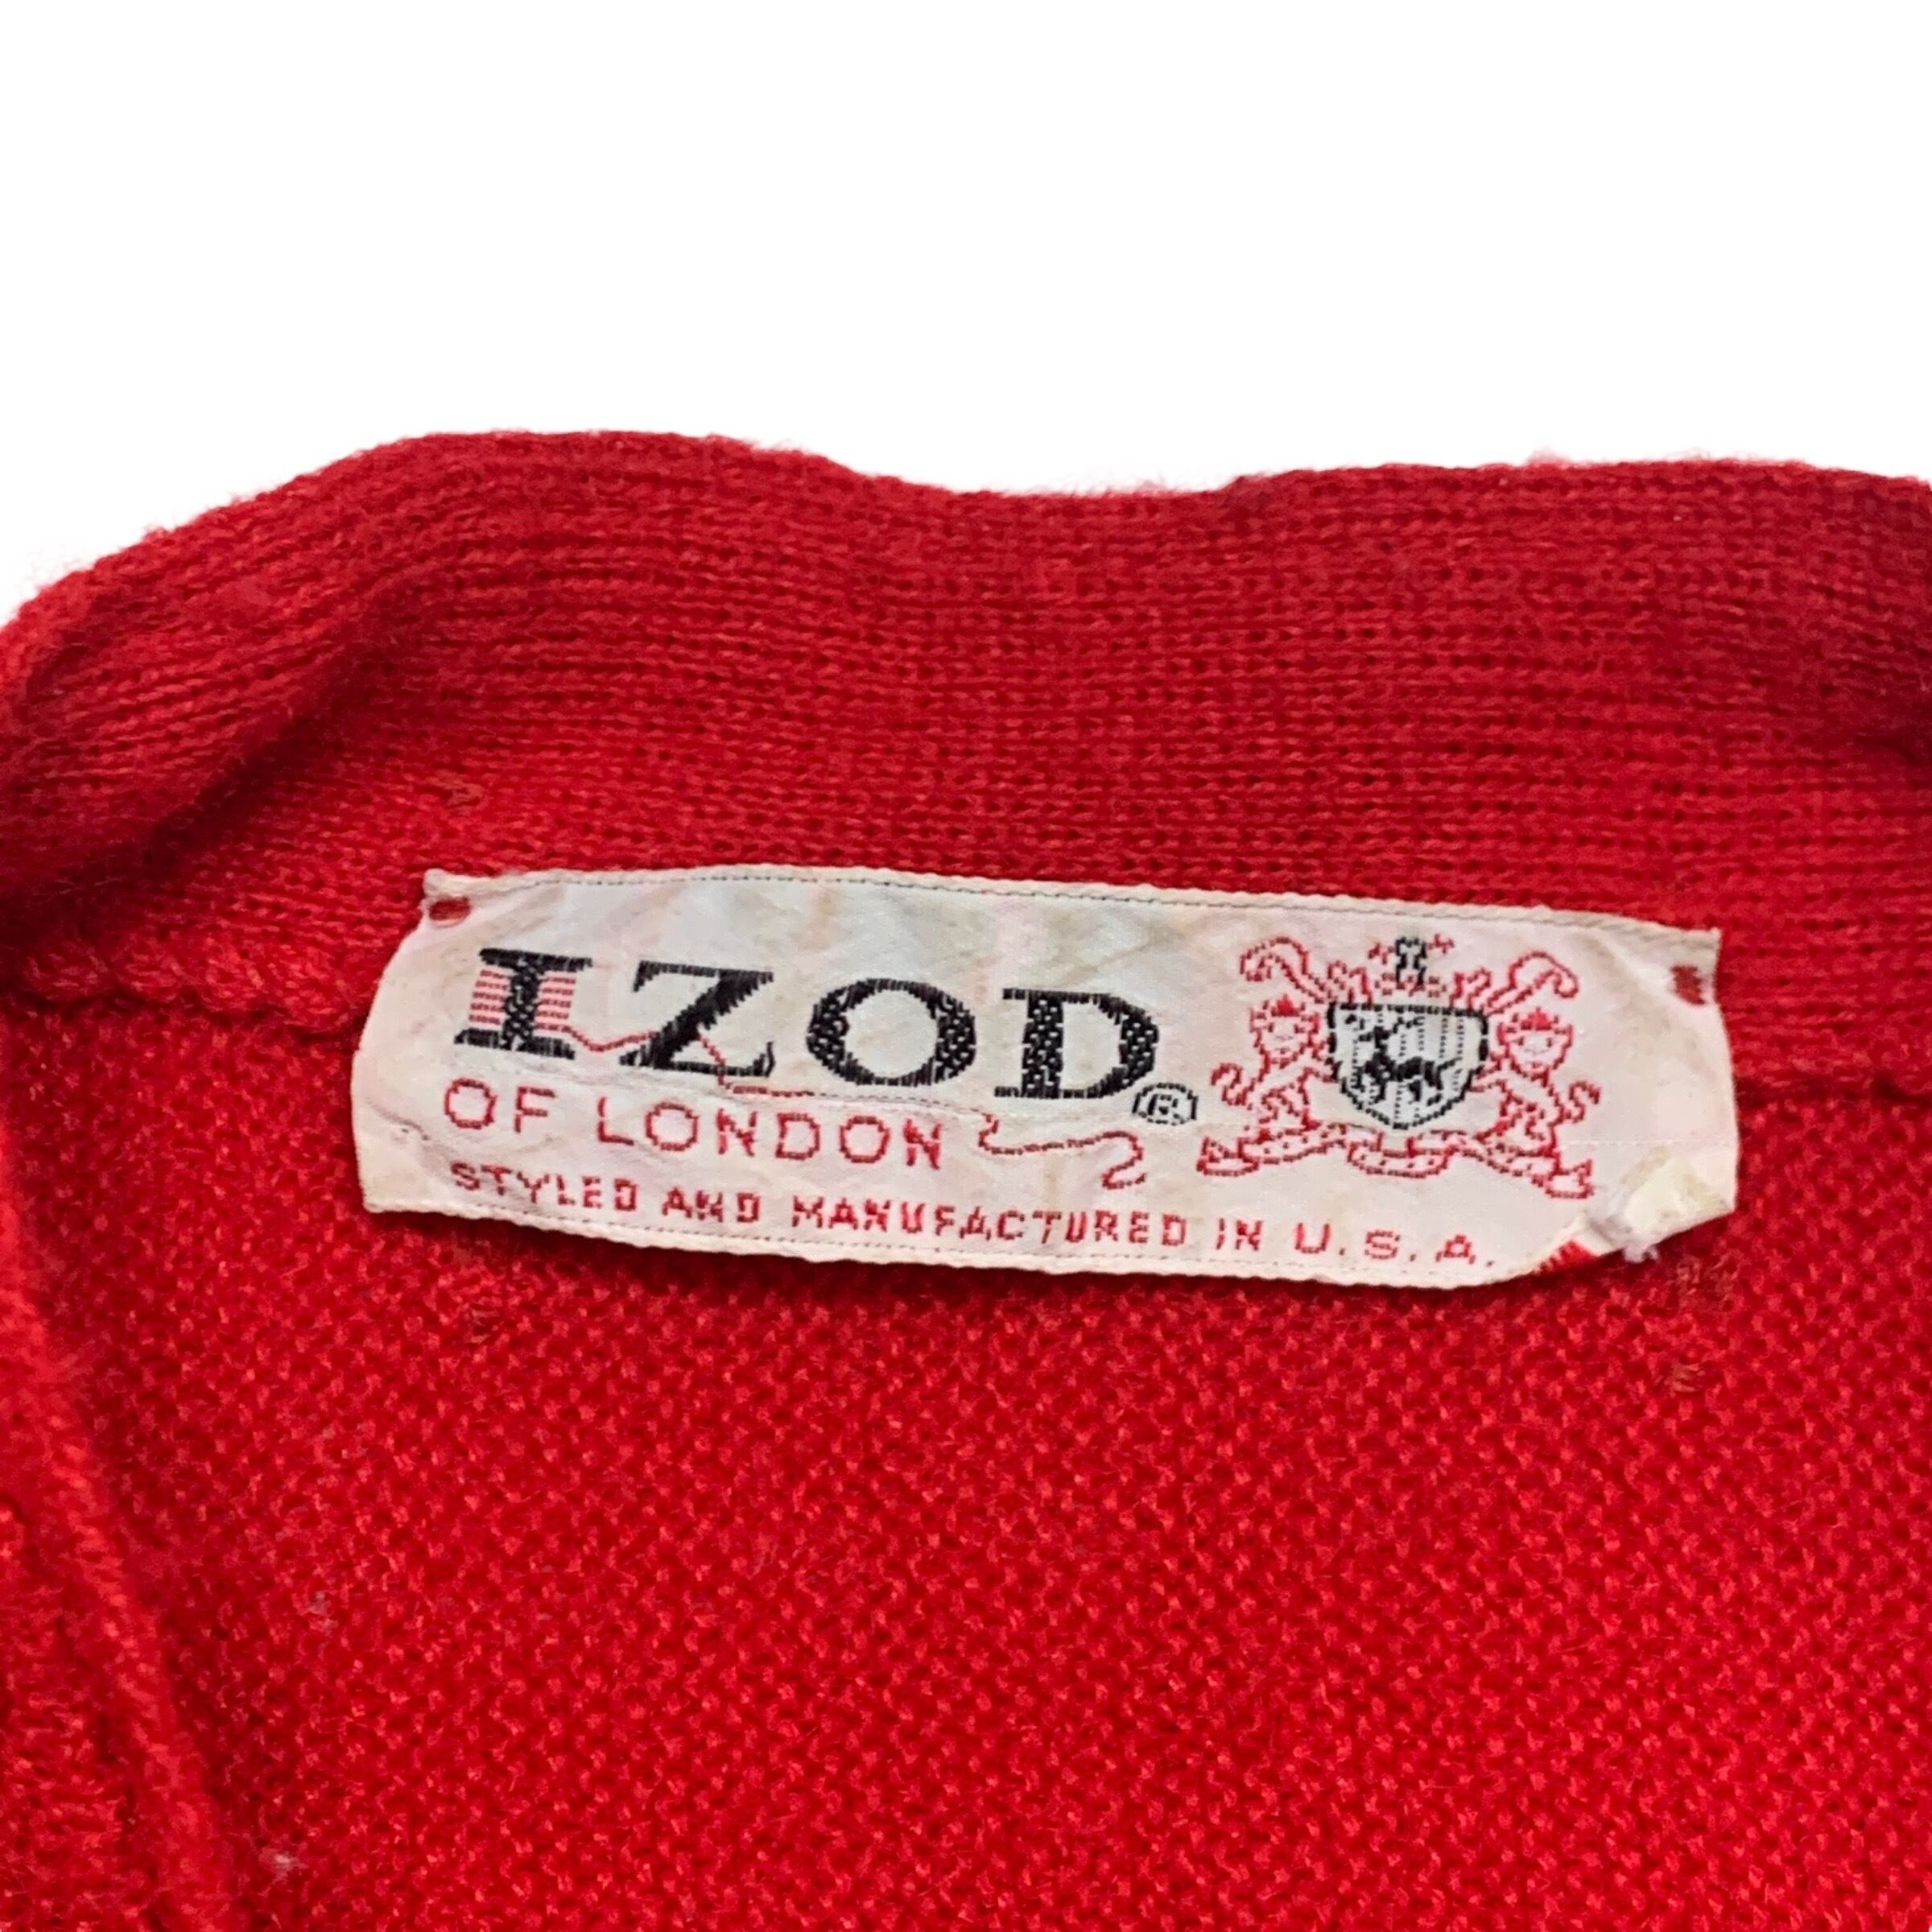 IZOD®
OF LONDON
STYLED AND MANUFACTURED IN U.S.A.